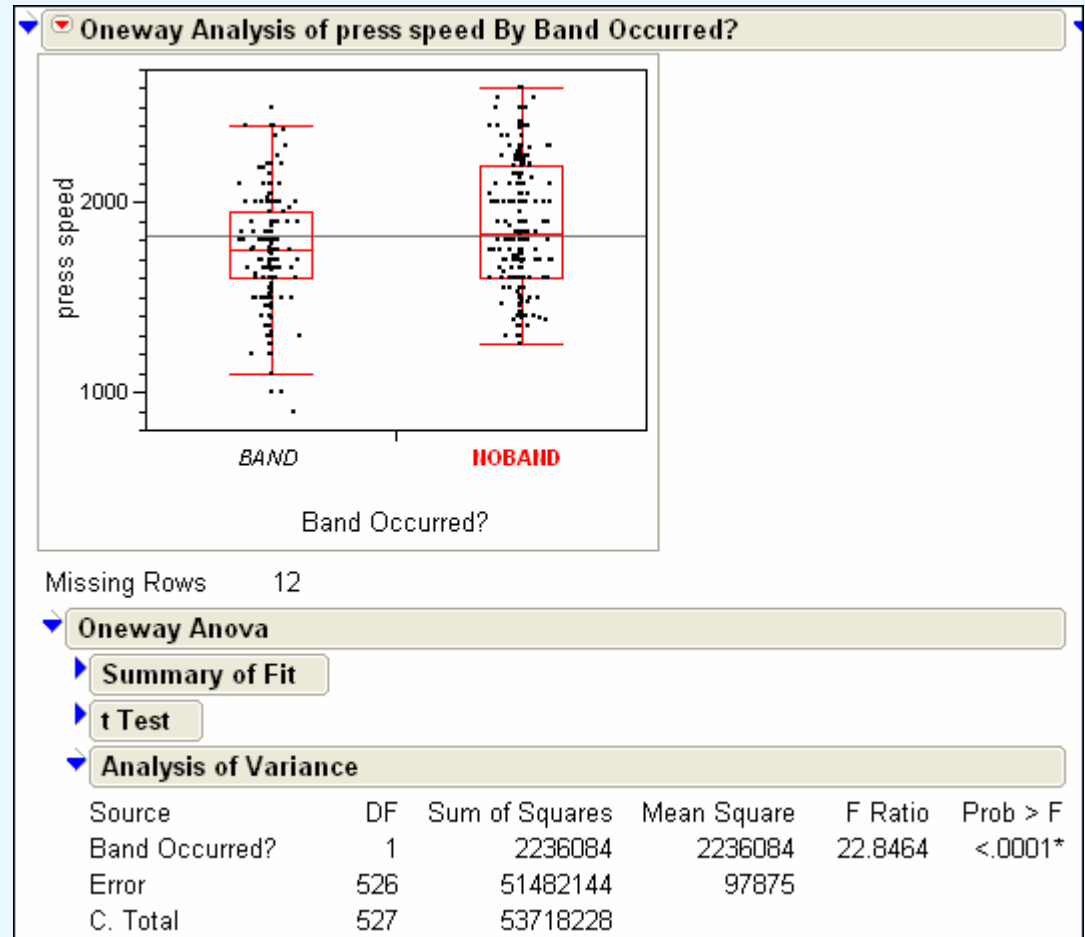 Oneway Analysis of press speed By Band Occurred?
press speed
2000
1000
BAND NOBAND
Band Occurred?
Missing Rows 12
Oneway Anova
Summary of Fit
t Test
Analysis of Variance
Source DF Sum of Squares Mean Square F Ratio Prob > F
Band Occurred? 1 2236084 2236084 22.8464 <.0001*
Error 526 51482144 97875
C. Total 527 53718228